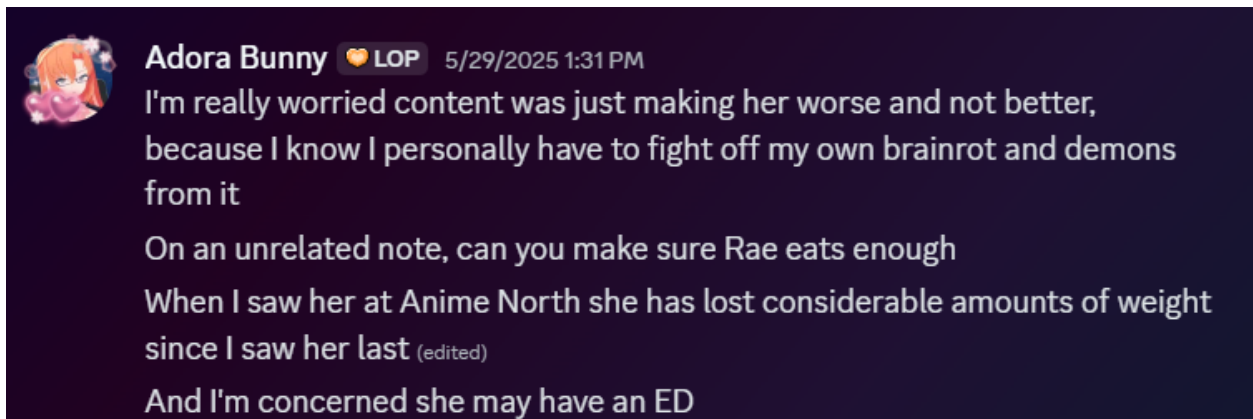 Adora Bunny LOP 5/29/2025 1:31 PM
I'm really worried content was just making her worse and not better,
because I know I personally have to fight off my own brainrot and demons
from it
On an unrelated note, can you make sure Rae eats enough
When I saw her at Anime North she has lost considerable amounts of weight
since I saw her last (edited)
And I'm concerned she may have an ED